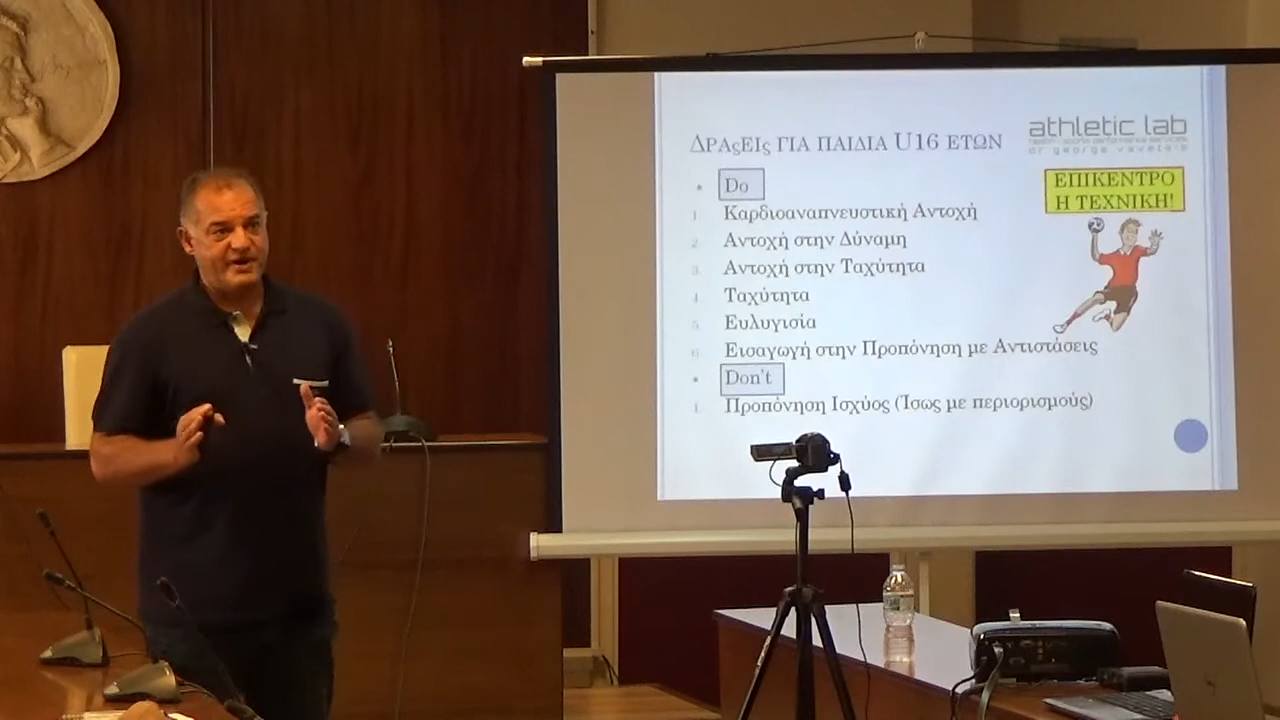 ΔΡΑςΕΙς ΓΙΑ ΠΑΙΔΙΑ U16 ΕΤΩΝ
athletic lab
dr george
ΕΠΙΚΕΝΤΡΟ
Η ΤΕΧΝΙΚΗ!
* Do
1. Καρδιοαναπνευστική Αντοχή
2. Αντοχή στην Δύναμη
3. Αντοχή στην Ταχύτητα
4. Ταχύτητα
5. Ευλυγισία
6. Εισαγωγή στην Προπόνηση με Αντιστάσεις
* Don't
1. Προπόνηση Ισχύος (Ίσως με περιορισμούς)